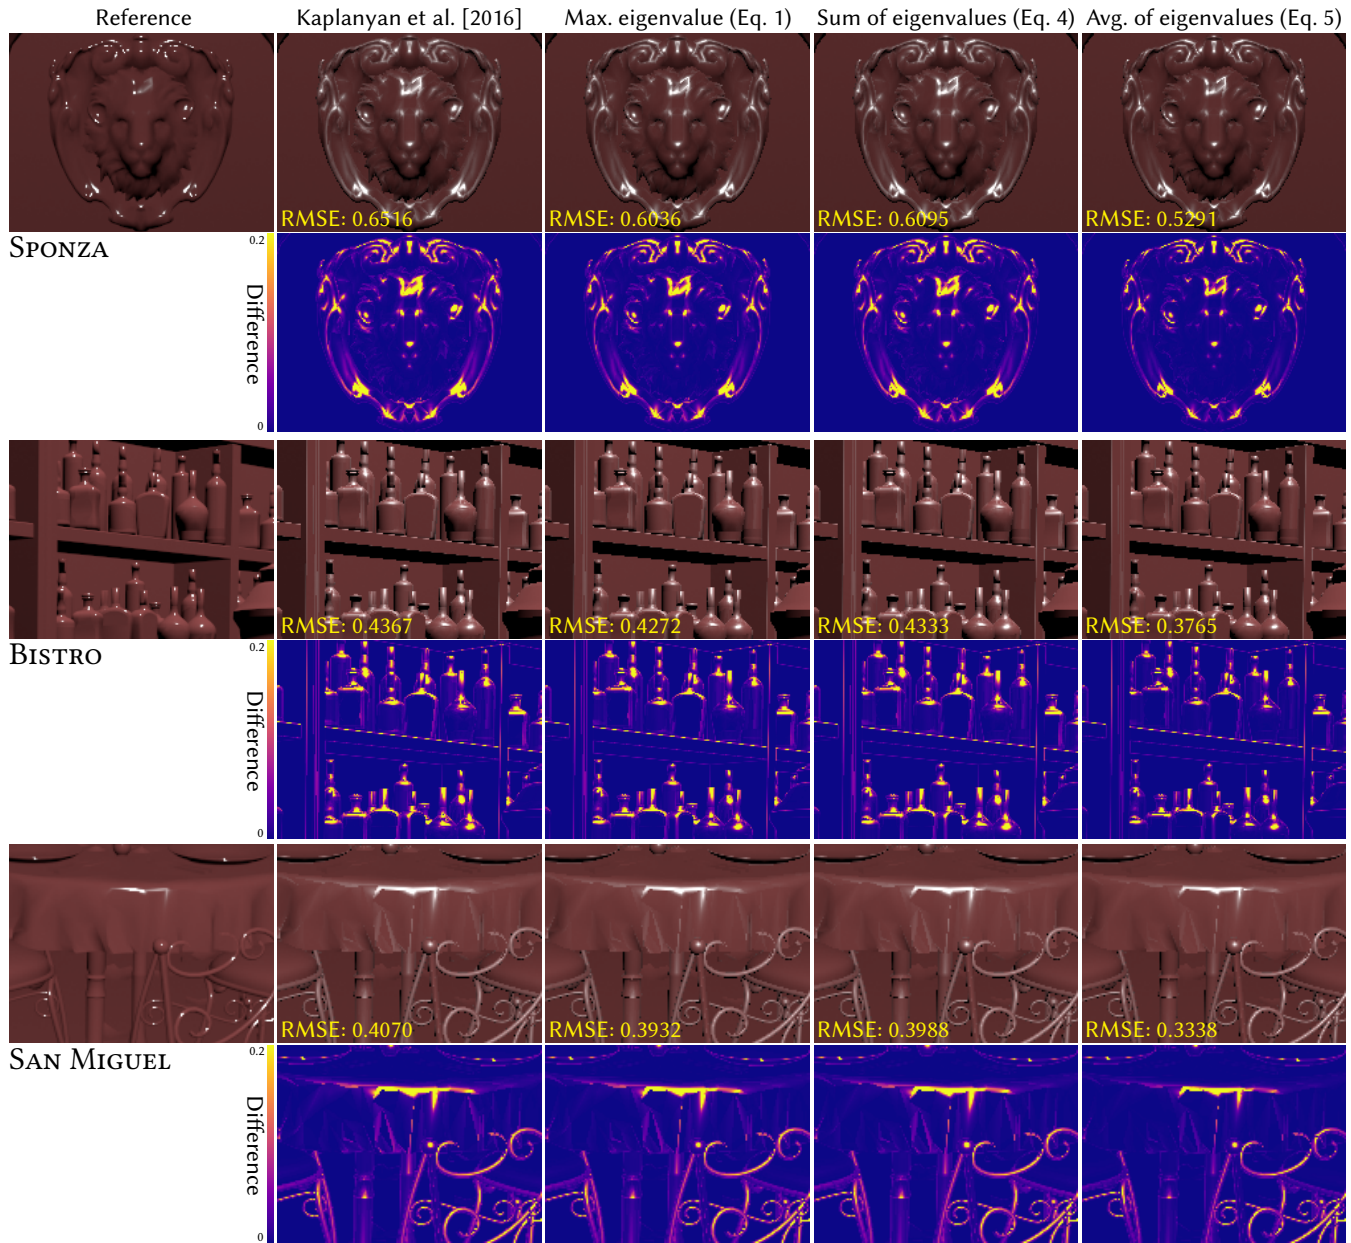 Reference Kaplanyan et al. [2016] Max. eigenvalue (Eq. 1) Sum of eigenvalues (Eq. 4) Avg. of eigenvalues (Eq. 5)
RMSE: 0.6516 RMSE: 0.6036 RMSE: 0.6095 RMSE: 0.5291
SPONZA
0.2
Difference
0
RMSE: 0.4367 RMSE: 0.4272 RMSE: 0.4333 RMSE: 0.3765
BISTRO
0.2
Difference
0
RMSE: 0.4070 RMSE: 0.3932 RMSE: 0.3988 RMSE: 0.3338
SAN MIGUEL
0.2
Difference
0